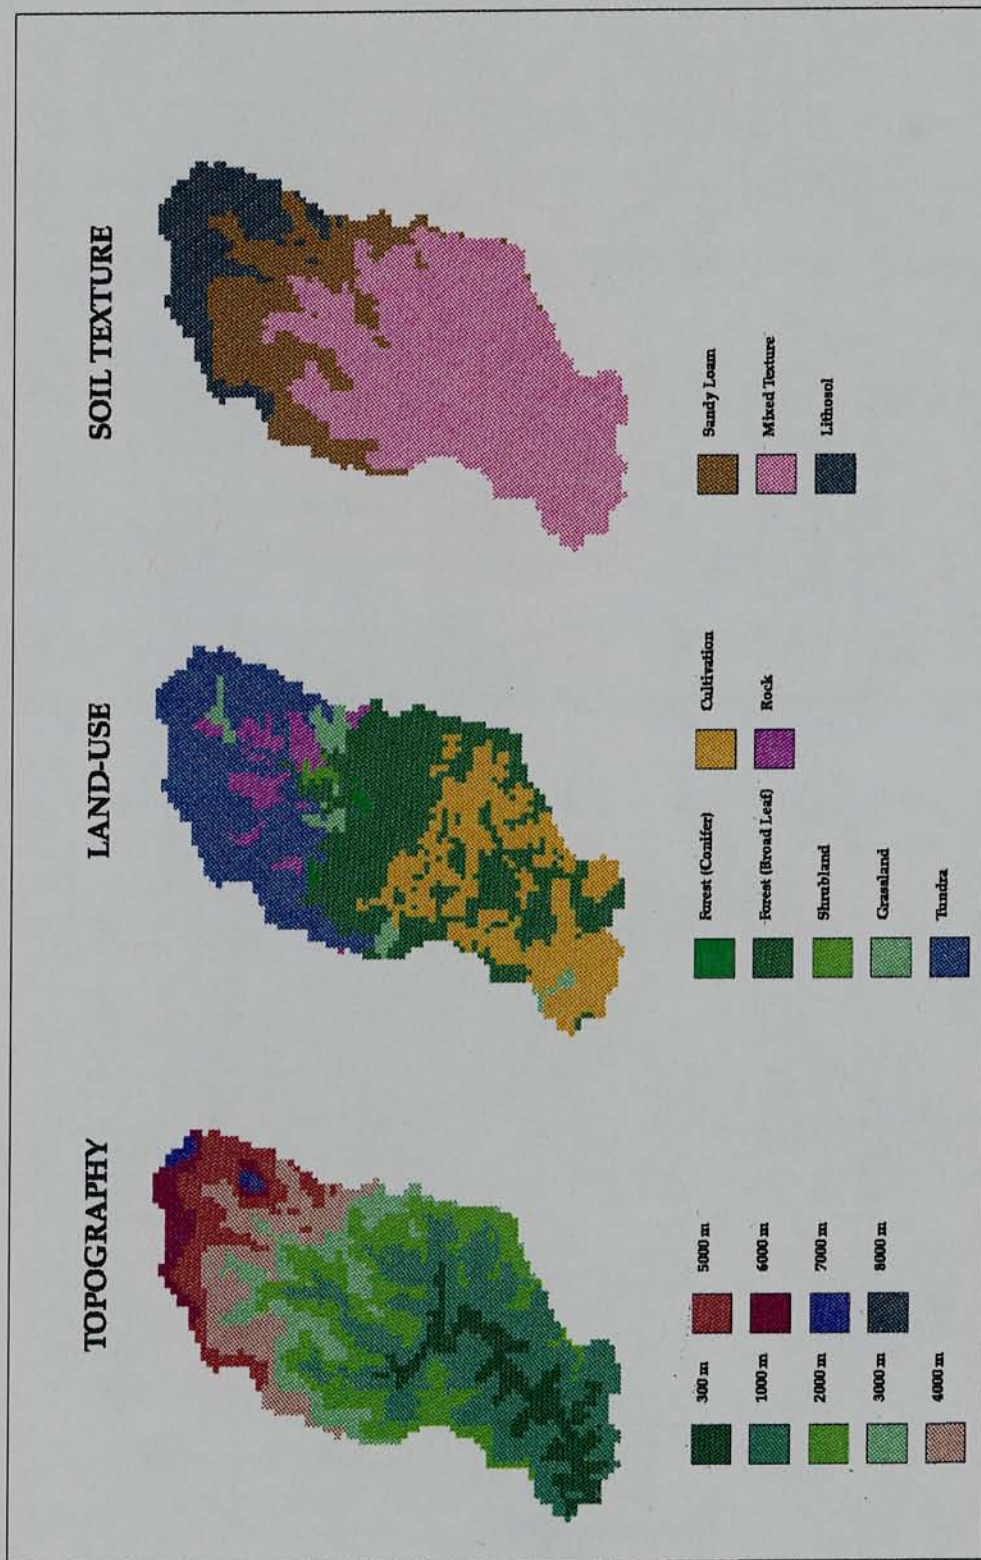 TOPOGRAPHY
300 m
1000 m
2000 m
3000 m
4000 m
5000 m
6000 m
7000 m
8000 m
LAND-USE
Forest (Conifer)
Forest (Broad Leaf)
Shrubland
Grassland
Tundra
Cultivation
Rock
SOIL TEXTURE
Sandy Loam
Mixed Texture
Lithosol